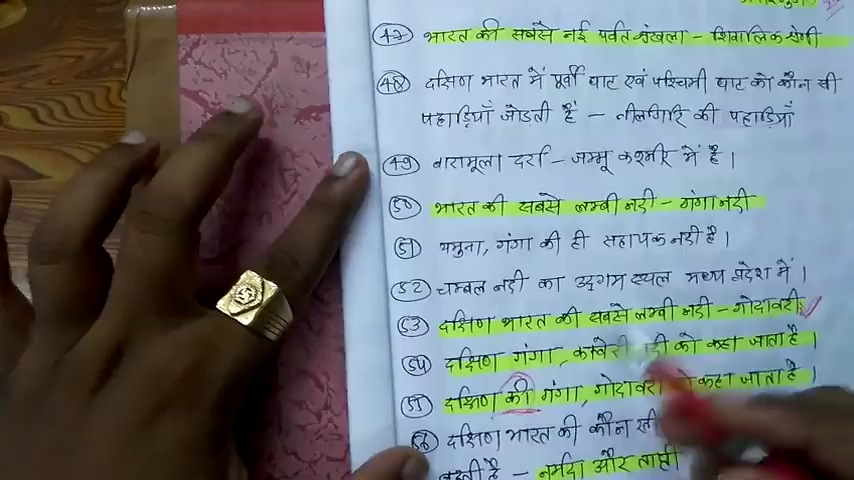 (47) भारत की सबसे नई पर्वत श्रंखला - शिवालिक श्रेणी
(48) दक्षिण भारत में पूर्वी घाट एवं पश्चिमी घाट को कौन सी
पहाड़ियाँ जोडती हैं - नीलगिरि की पहाड़ियाँ
(49) बारामूला दर्रा - जम्मू कश्मीर में है।
(50) भारत की सबसे लम्बी नदी - गंगा नदी
(51) यमुना, गंगा की ही सहायक नदी है।
(52) चम्बल नदी का उद्गम स्थल मध्य प्रदेश में।
(53) दक्षिण भारत की सबसे लम्बी नदी - गोदावरी
(54) दक्षिण गंगा, कावेरी नदी को कहा जाता है।
(55) दक्षिण की गंगा, गोदावरी को कहा जाता है।
(56) दक्षिण भारत की कौन सी
बहती है - नर्मदा और ताप्ती